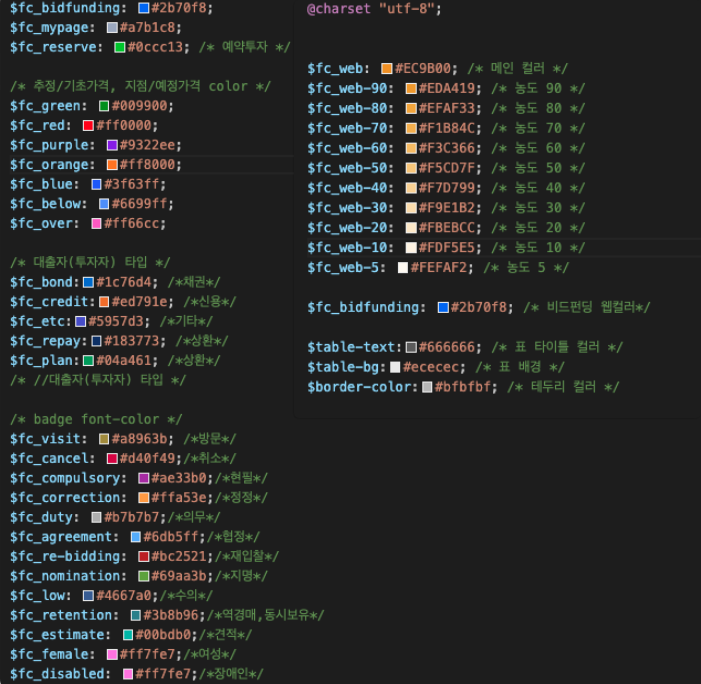 $fc_bidfunding: #2b70f8;
$fc_mypage: #a7b1c8;
$fc_reserve: #0ccc13; /* 예약투자 */
/* 추정/기초가격, 지점/예정가격 color */
$fc_green: #009900;
$fc_red: #ff0000;
$fc_purple: #9322ee;
$fc_orange: #ff8000;
$fc_blue: #3f63ff;
$fc_below: #6699ff;
$fc_over: #ff66cc;
/* 대출자(투자자) 타입 */
$fc_bond:#1c76d4; /*채권*/
$fc_credit:#ed791e; /*신용*/
$fc_etc:#5957d3; /*기타*/
$fc_repay:#183773; /*상환*/
$fc_plan:#04a461; /*상환*/
/* //대출자(투자자) 타입 */
/* badge font-color */
$fc_visit: #a8963b; /*방문*/
$fc_cancel: #d40f49;/*취소*/
$fc_compulsory: #ae33b0;/*현필*/
$fc_correction: #ffa53e;/*정정*/
$fc_duty: #b7b7b7;/*의무*/
$fc_agreement: #6db5ff;/*협정*/
$fc_re-bidding: #bc2521;/*재입찰*/
$fc_nomination: #69aa3b;/*지명*/
$fc_low: #4667a0;/*수의*/
$fc_retention: #3b8b96;/*역경매,동시보유*/
$fc_estimate: #00bdb0;/*견적*/
$fc_female: #ff7fe7;/*여성*/
$fc_disabled: #ff7fe7;/*장애인*/
@charset "utf-8";
$fc_web: #EC9B00; /* 메인 컬러 */
$fc_web-90: #EDA419; /* 농도 90 */
$fc_web-80: #EFAF33; /* 농도 80 */
$fc_web-70: #F1B84C; /* 농도 70 */
$fc_web-60: #F3C366; /* 농도 60 */
$fc_web-50: #F5CD7F; /* 농도 50 */
$fc_web-40: #F7D799; /* 농도 40 */
$fc_web-30: #F9E1B2; /* 농도 30 */
$fc_web-20: #FBEBCC; /* 농도 20 */
$fc_web-10: #FDF5E5; /* 농도 10 */
$fc_web-5: #FEFAF2; /* 농도 5 */
$fc_bidfunding: #2b70f8; /* 비드펀딩 웹컬러*/
$table-text:#666666; /* 표 타이틀 컬러 */
$table-bg:#ececec; /* 표 배경 */
$border-color:#bfbfbf; /* 테두리 컬러 */